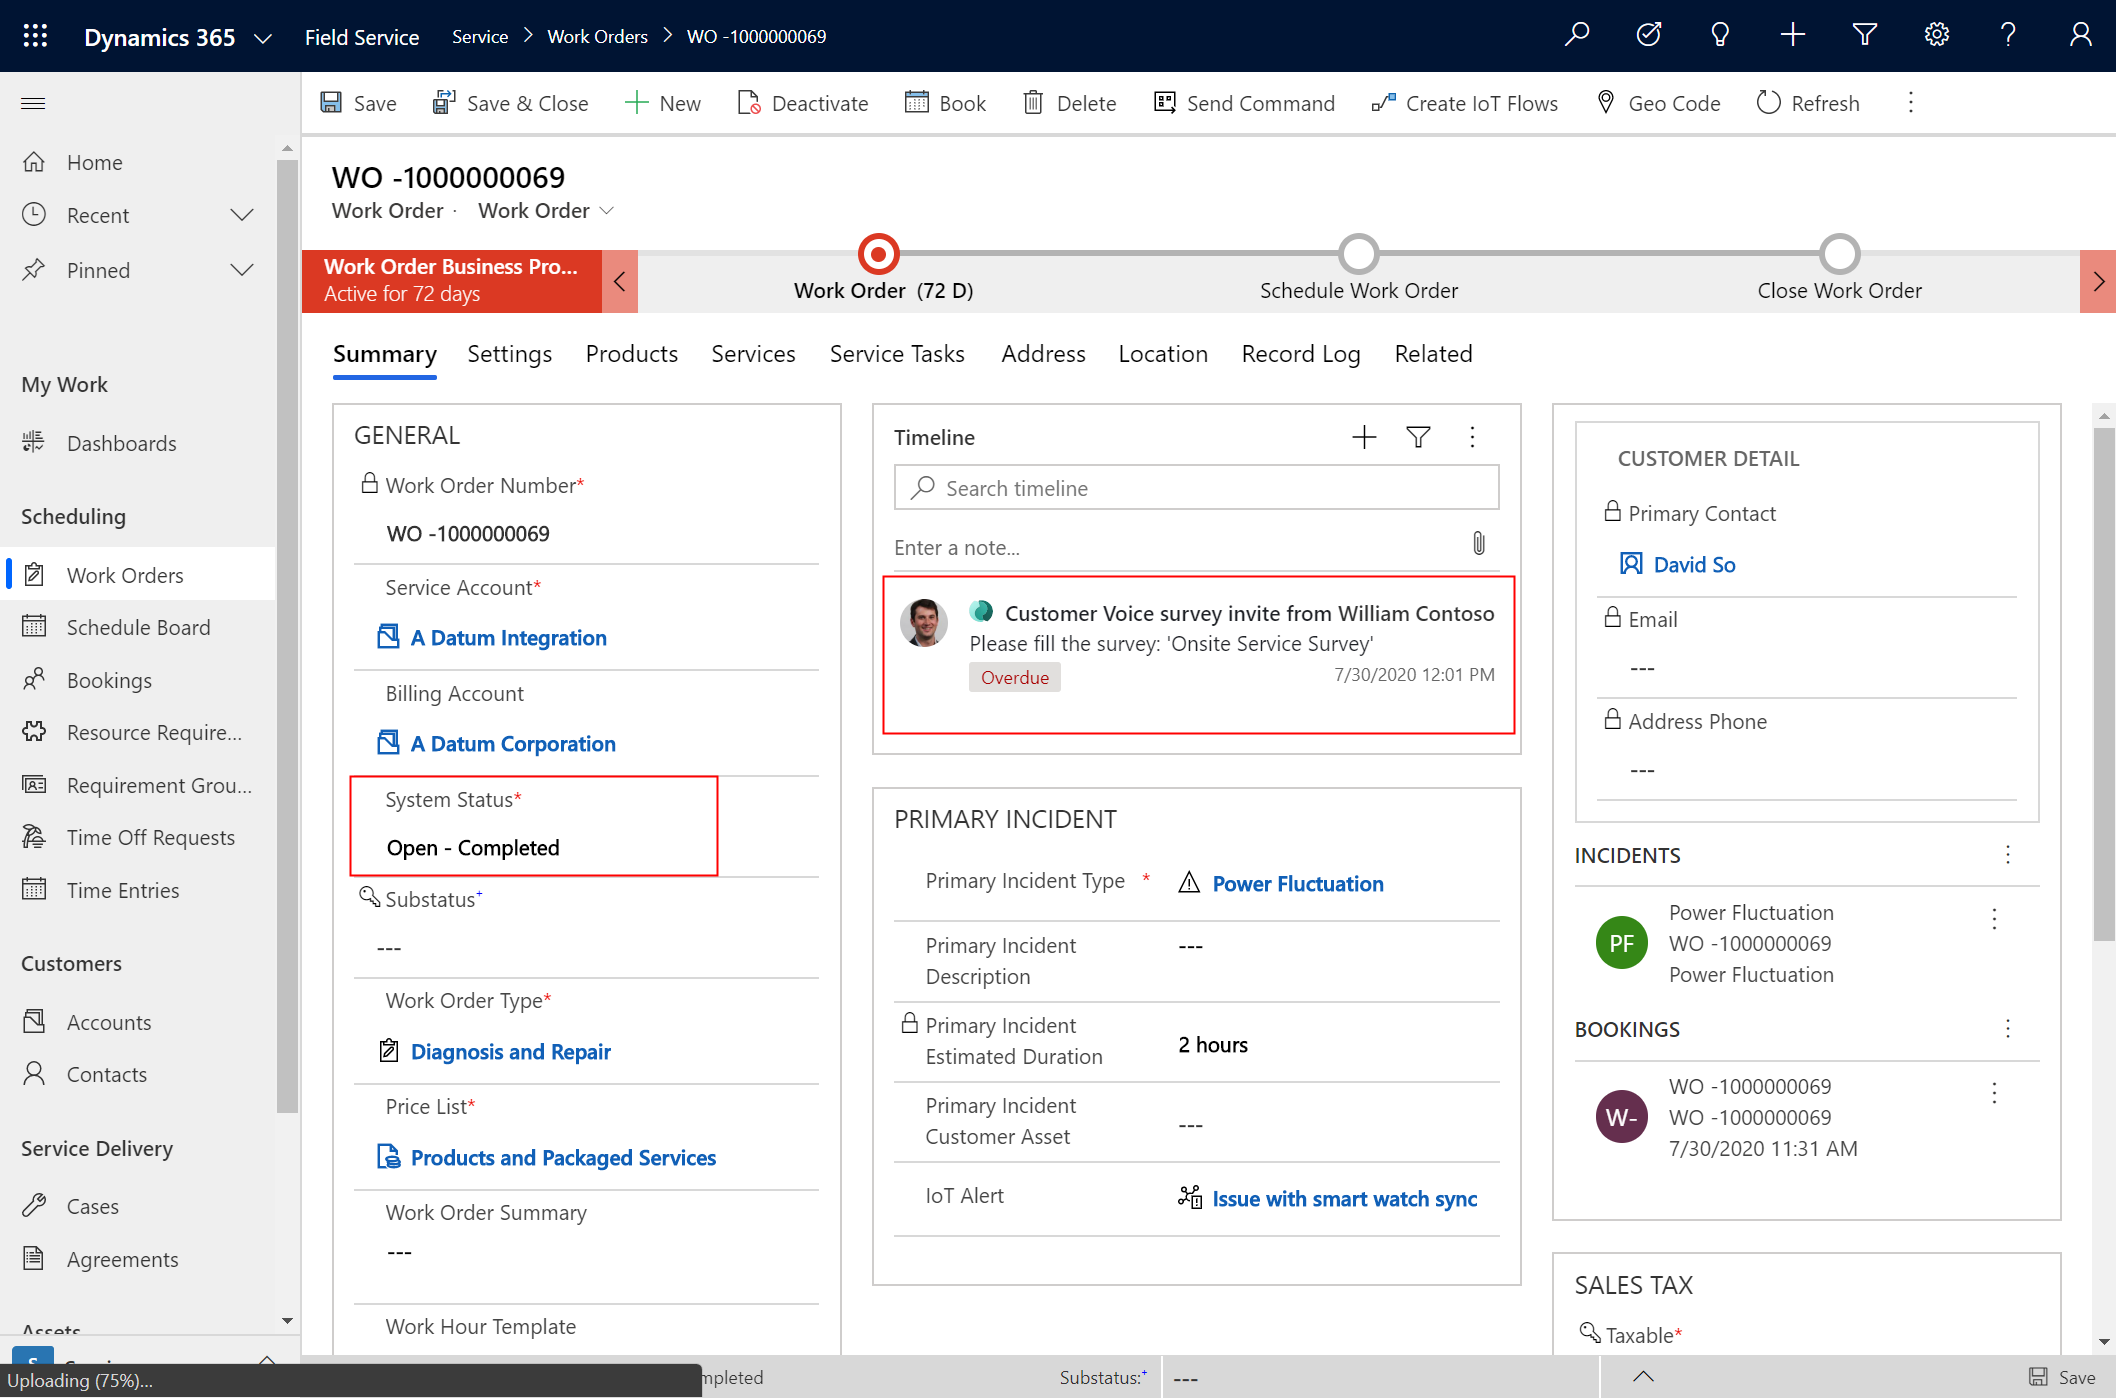 Dynamics 365
Field Service
Service > Work Orders > WO -1000000069
Save
Save & Close
New
Deactivate
Book
Delete
Send Command
Create IoT Flows
Geo Code
Refresh
Home
Recent
Pinned
My Work
Dashboards
Scheduling
Work Orders
Schedule Board
Bookings
Resource Require...
Requirement Grou...
Time Off Requests
Time Entries
Customers
Accounts
Contacts
Service Delivery
Cases
Agreements
Assets
Uploading (75%)...
WO -1000000069
Work Order · Work Order
Work Order Business Pro...
Active for 72 days
Work Order (72 D)
Schedule Work Order
Close Work Order
Summary
Settings
Products
Services
Service Tasks
Address
Location
Record Log
Related
GENERAL
Work Order Number*
WO -1000000069
Service Account*
A Datum Integration
Billing Account
A Datum Corporation
System Status*
Open - Completed
Substatus+
---
Work Order Type*
Diagnosis and Repair
Price List*
Products and Packaged Services
Work Order Summary
---
Work Hour Template
Timeline
Search timeline
Enter a note...
Customer Voice survey invite from William Contoso
Please fill the survey: 'Onsite Service Survey'
Overdue
7/30/2020 12:01 PM
PRIMARY INCIDENT
Primary Incident Type *
Power Fluctuation
Primary Incident
Description
---
Primary Incident
Estimated Duration
2 hours
Primary Incident
Customer Asset
---
IoT Alert
Issue with smart watch sync
CUSTOMER DETAIL
Primary Contact
David So
Email
---
Address Phone
---
INCIDENTS
PF
Power Fluctuation
WO -1000000069
Power Fluctuation
BOOKINGS
W-
WO -1000000069
WO -1000000069
7/30/2020 11:31 AM
SALES TAX
Taxable*
mpleted
Substatus:+
---
Save